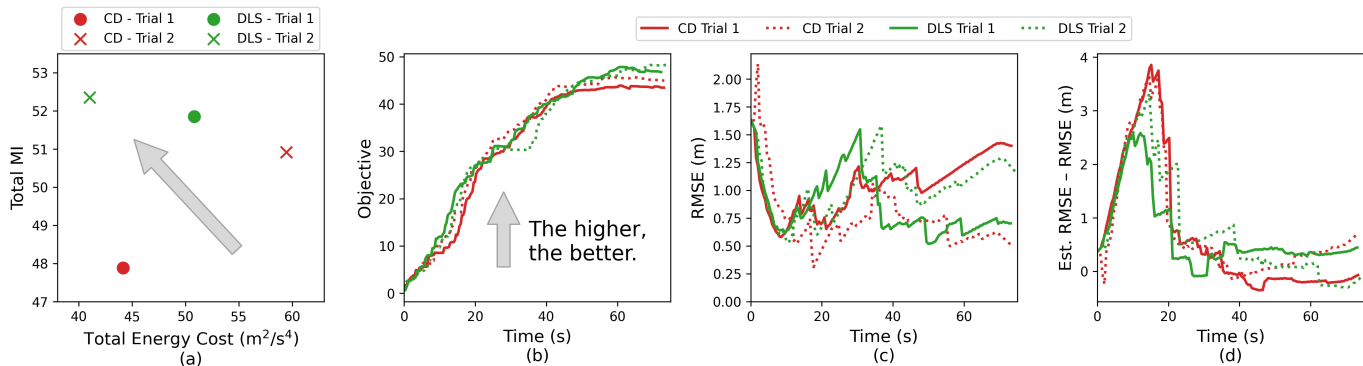 CD - Trial 1
CD - Trial 2
DLS - Trial 1
DLS - Trial 2
Total MI
53
52
51
50
49
48
47
40
45
50
55
60
Total Energy Cost (m²/s⁴)
(a)
CD Trial 1
CD Trial 2
DLS Trial 1
DLS Trial 2
Objective
50
40
30
20
10
0
The higher,
the better.
0
20
40
60
Time (s)
(b)
RMSE (m)
2.00
1.75
1.50
1.25
1.00
0.75
0.50
0.25
0.00
0
20
40
60
Time (s)
(c)
Est. RMSE – RMSE (m)
4
3
2
1
0
0
20
40
60
Time (s)
(d)